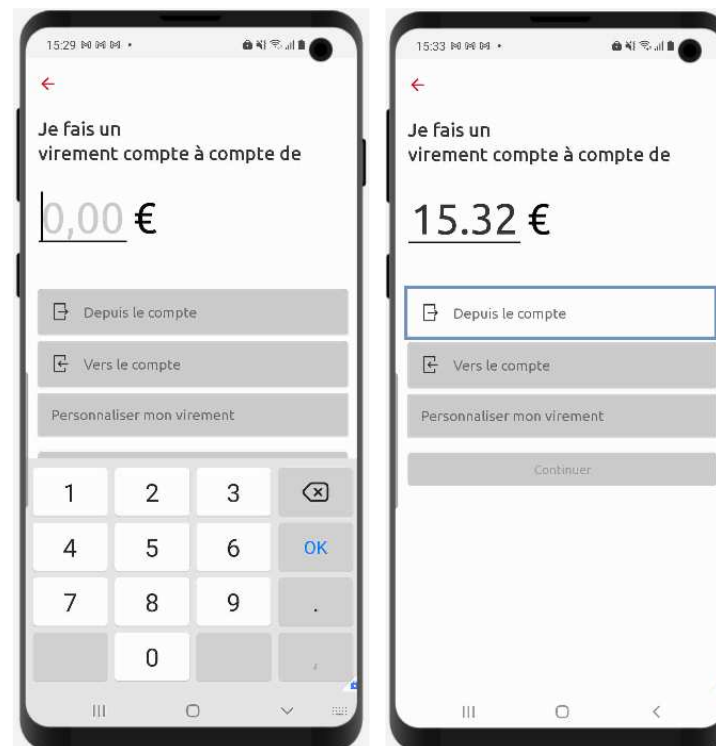 15:29
Je fais un
virement compte à compte de
0,00 €
Depuis le compte
Vers le compte
Personnaliser mon virement
1 2 3
4 5 6 OK
7 8 9 .
0 ,
15:33
Je fais un
virement compte à compte de
15.32 €
Depuis le compte
Vers le compte
Personnaliser mon virement
Continuer